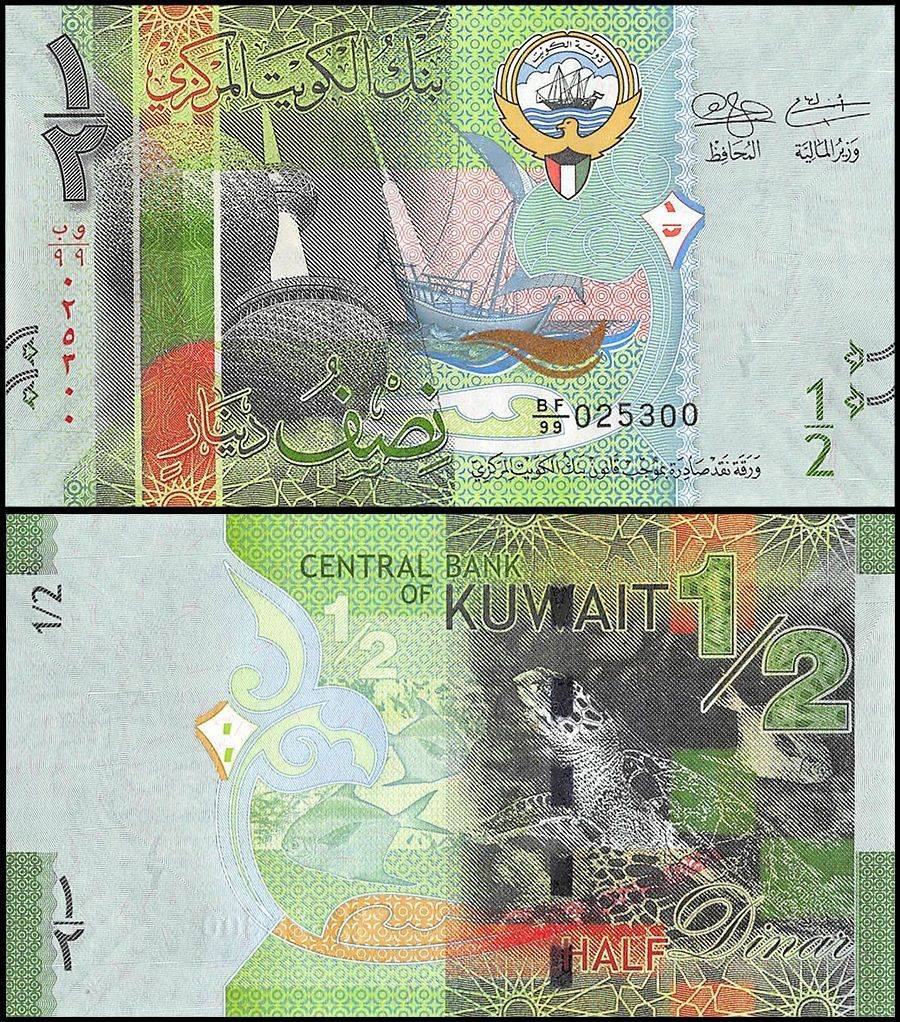 بنك الكويت المركزي
دولة الكويت
١/٢
وزير المالية
المحافظ
وب/٩٩
٠٢٥٣٠٠
نصف دينار
BF/99 025300
1/2
ورقة نقد صادرة بموجب قانون بنك الكويت المركزي
CENTRAL BANK
OF KUWAIT
1/2
1/2
1/2
١/٢
HALF Dinar